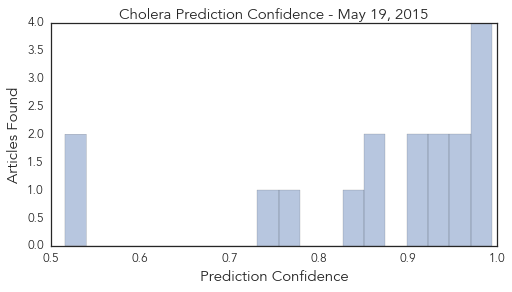 Cholera Prediction Confidence - May 19, 2015
Articles Found
4.0
3.5
3.0
2.5
2.0
1.5
1.0
0.5
0.0
0.5 0.6 0.7 0.8 0.9 1.0
Prediction Confidence